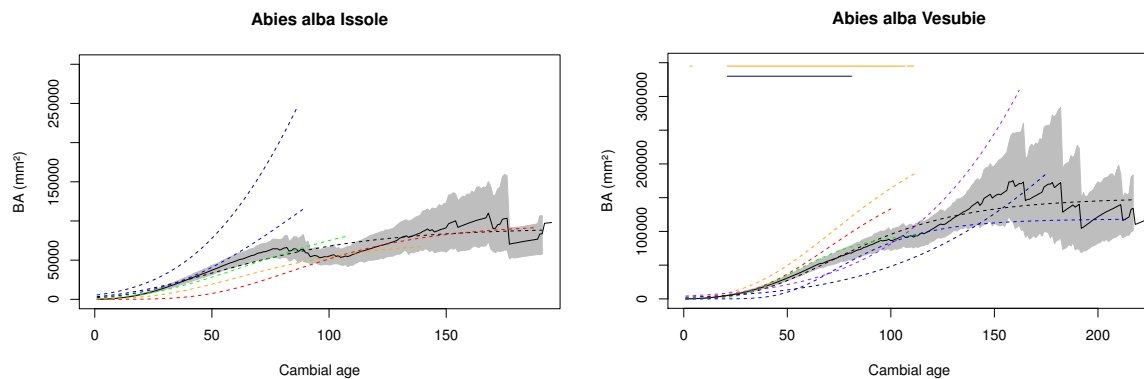 Abies alba Issole
BA (mm²)
0
50000
150000
250000
0
50
100
150
Cambial age
Abies alba Vesubie
BA (mm²)
0
100000
200000
300000
0
50
100
150
200
Cambial age